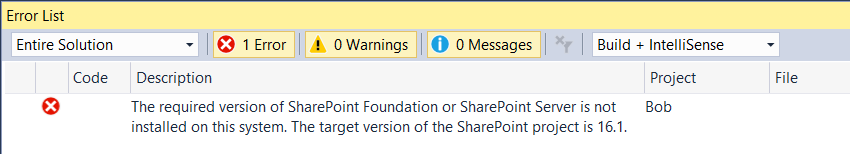 Error List
Entire Solution 1 Error 0 Warnings 0 Messages Build + IntelliSense
Code Description Project File
The required version of SharePoint Foundation or SharePoint Server is not Bob
installed on this system. The target version of the SharePoint project is 16.1.